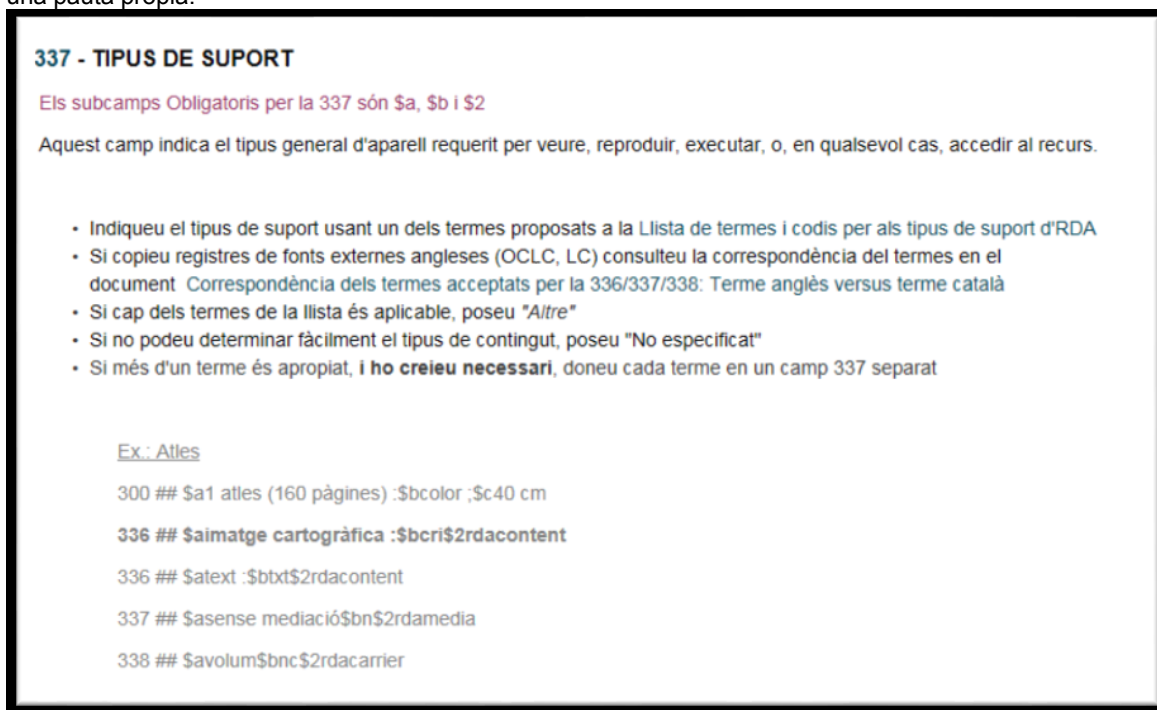 una pauta pròpia.
337 - TIPUS DE SUPORT
Els subcamps Obligatoris per la 337 són $a, $b i $2
Aquest camp indica el tipus general d'aparell requerit per veure, reproduir, executar, o, en qualsevol cas, accedir al recurs.
• Indiqueu el tipus de suport usant un dels termes proposats a la Llista de termes i codis per als tipus de suport d'RDA
• Si copieu registres de fonts externes angleses (OCLC, LC) consulteu la correspondència del termes en el
document Correspondència dels termes acceptats per la 336/337/338: Terme anglès versus terme català
• Si cap dels termes de la llista és aplicable, poseu "Altre"
• Si no podeu determinar fàcilment el tipus de contingut, poseu "No especificat"
• Si més d'un terme és apropiat, i ho creieu necessari, doneu cada terme en un camp 337 separat
Ex.: Atles
300 ## $a1 atles (160 pàgines) :$bcolor ;$c40 cm
336 ## $aimatge cartogràfica :$bcri$2rdacontent
336 ## $atext :$btxt$2rdacontent
337 ## $asense mediació$bn$2rdamedia
338 ## $avolum$bnc$2rdacarrier